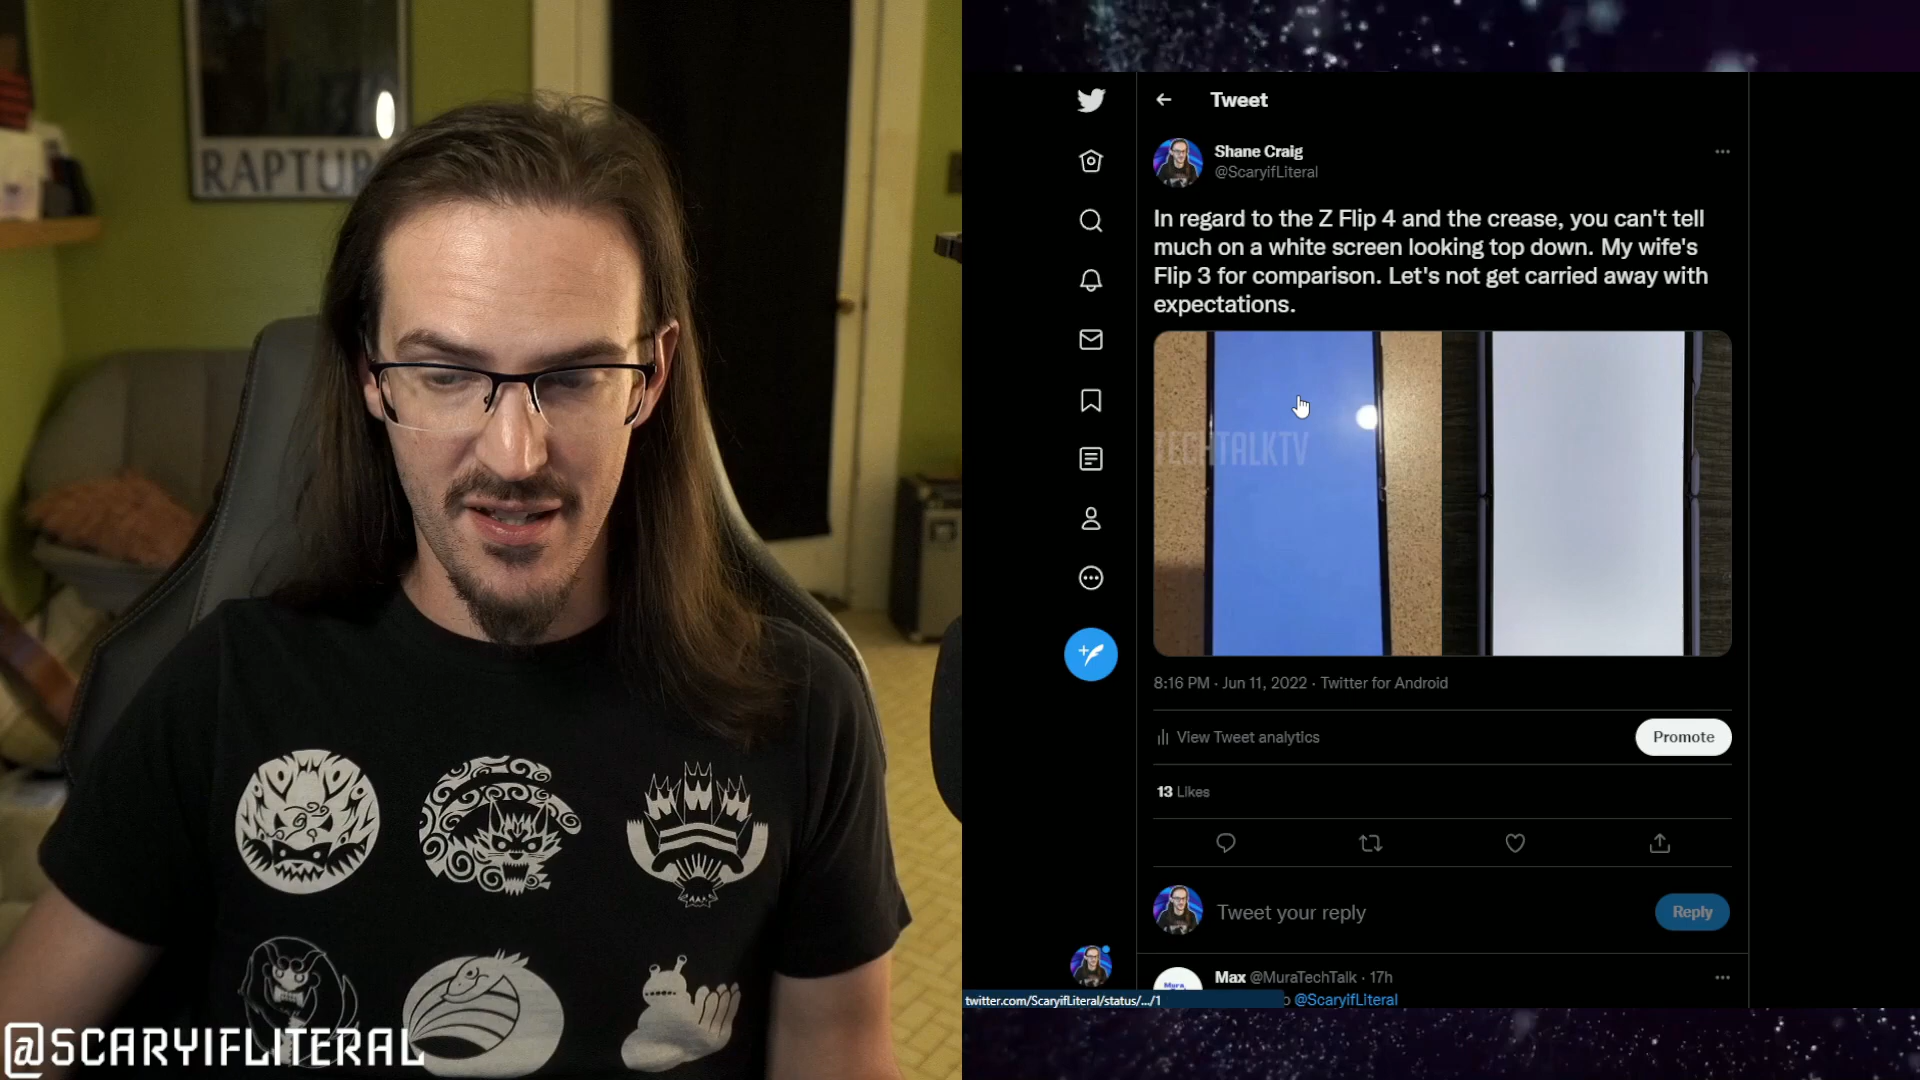 RAPTUR
@SCARYIFLITERAL
Tweet
Shane Craig
@ScaryifLiteral
In regard to the Z Flip 4 and the crease, you can't tell
much on a white screen looking top down. My wife's
Flip 3 for comparison. Let's not get carried away with
expectations.
TECHTALKTV
8:16 PM · Jun 11, 2022 · Twitter for Android
View Tweet analytics
Promote
13 Likes
Tweet your reply
Reply
Max @MuraTechTalk · 17h
@ScaryifLiteral
twitter.com/ScaryifLiteral/status/.../1